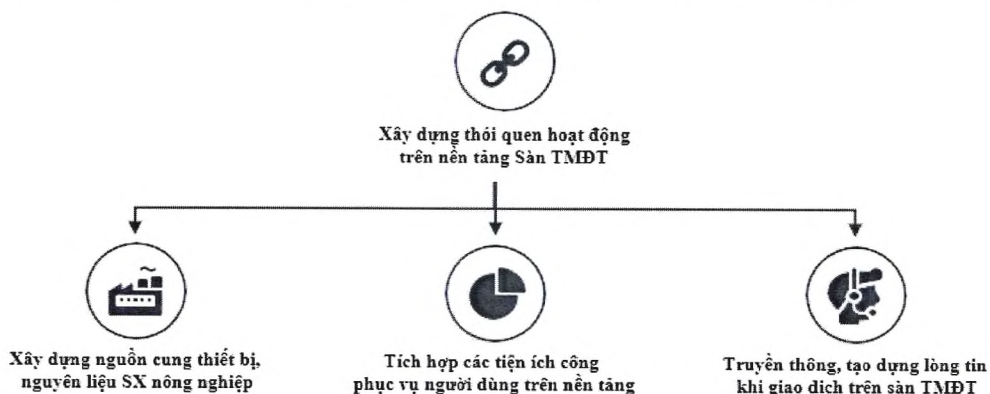 Xây dựng thói quen hoạt động
trên nền tảng Sàn TMĐT
Xây dựng nguồn cung thiết bị,
nguyên liệu SX nông nghiệp
Tích hợp các tiện ích công
phục vụ người dùng trên nền tảng
Truyền thông, tạo dựng lòng tin
khi giao dịch trên sàn TMĐT